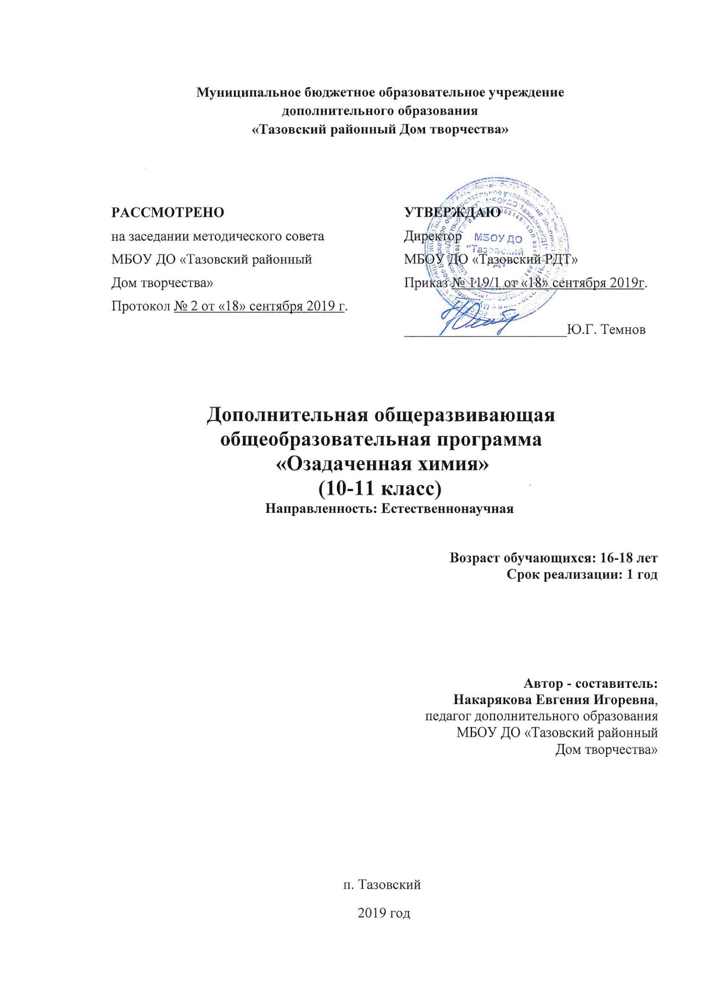 Муниципальное бюджетное образовательное учреждение
дополнительного образования
«Тазовский районный Дом творчества»
РАССМОТРЕНО
на заседании методического совета
МБОУ ДО «Тазовский районный
Дом творчества»
Протокол № 2 от «18» сентября 2019 г.
УТВЕРЖДАЮ
Директор
МБОУ ДО «Тазовский РДТ»
Приказ № 119/1 от «18» сентября 2019г.
Ю.Г. Темнов
МБОУ ДО
"Тазовский
Дополнительная общеразвивающая
общеобразовательная программа
«Озадаченная химия»
(10-11 класс)
Направленность: Естественнонаучная
Возраст обучающихся: 16-18 лет
Срок реализации: 1 год
Автор - составитель:
Накарякова Евгения Игоревна,
педагог дополнительного образования
МБОУ ДО «Тазовский районный
Дом творчества»
п. Тазовский
2019 год